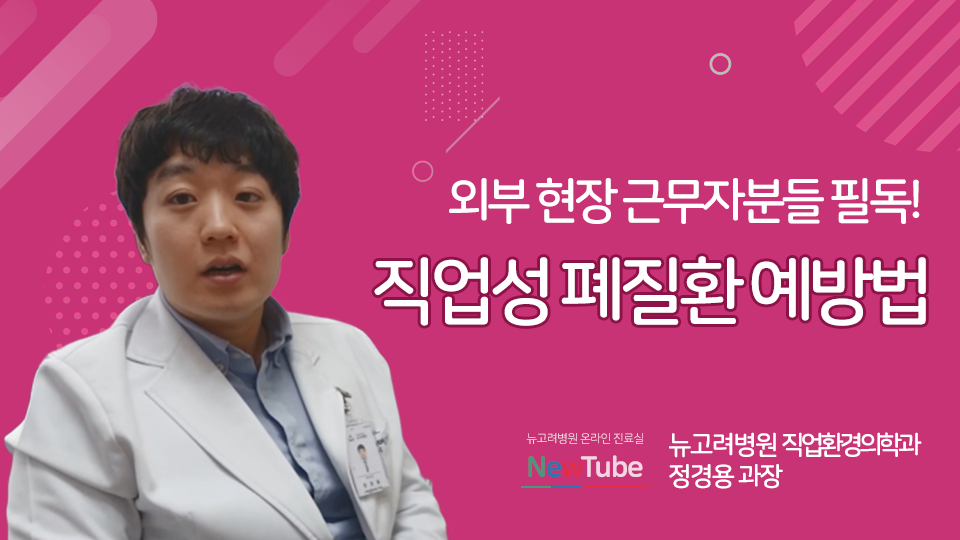 외부 현장 근무자분들 필독!
직업성 폐질환 예방법
뉴고려병원 온라인 진료실
NewTube
뉴고려병원 직업환경의학과
정경용 과장